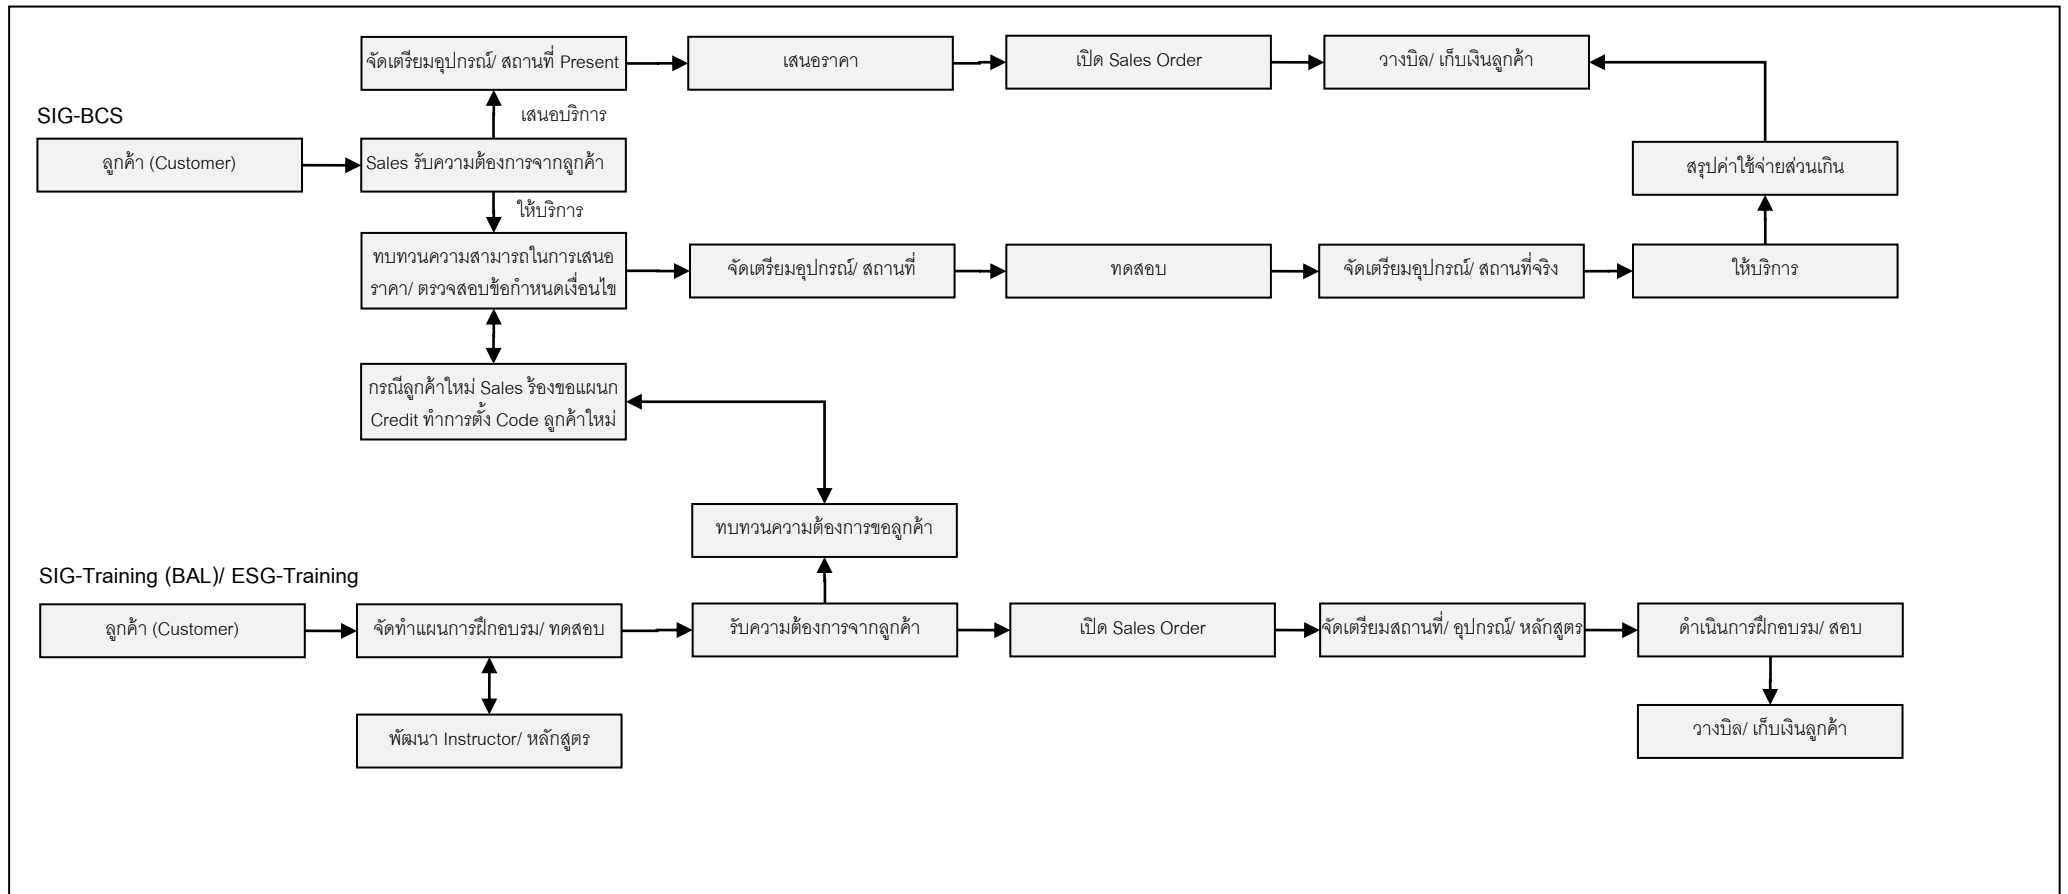 จัดเตรียมอุปกรณ์/ สถานที่ Present
เสนอราคา
เปิด Sales Order
วางบิล/ เก็บเงินลูกค้า
SIG-BCS
เสนอบริการ
ลูกค้า (Customer)
Sales รับความต้องการจากลูกค้า
สรุปค่าใช้จ่ายส่วนเกิน
ให้บริการ
ทบทวนความสามารถในการเสนอ
ราคา/ ตรวจสอบข้อกำหนดเงื่อนไข
จัดเตรียมอุปกรณ์/ สถานที่
ทดสอบ
จัดเตรียมอุปกรณ์/ สถานที่จริง
ให้บริการ
กรณีลูกค้าใหม่ Sales ร้องขอแผนก
Credit ทำการตั้ง Code ลูกค้าใหม่
ทบทวนความต้องการขอลูกค้า
SIG-Training (BAL)/ ESG-Training
ลูกค้า (Customer)
จัดทำแผนการฝึกอบรม/ ทดสอบ
รับความต้องการจากลูกค้า
เปิด Sales Order
จัดเตรียมสถานที่/ อุปกรณ์/ หลักสูตร
ดำเนินการฝึกอบรม/ สอบ
พัฒนา Instructor/ หลักสูตร
วางบิล/ เก็บเงินลูกค้า